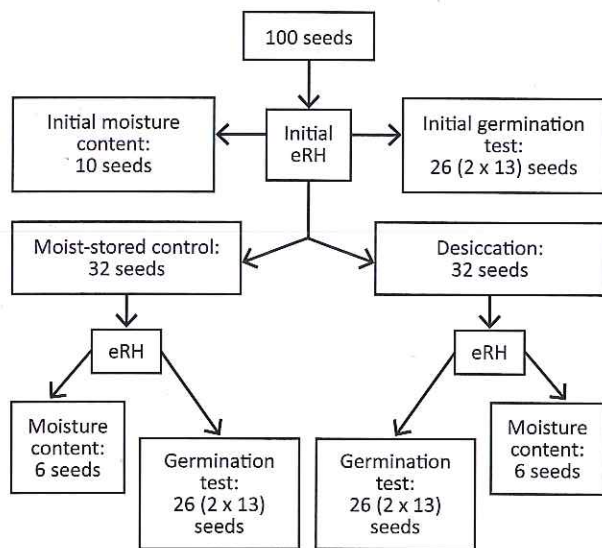 100 seeds
Initial moisture
content:
10 seeds
Initial
eRH
Initial germination
test:
26 (2 x 13) seeds
Moist-stored control:
32 seeds
Desiccation:
32 seeds
eRH
eRH
Moisture
content:
6 seeds
Germination
test:
26 (2 x 13)
seeds
Germination
test:
26 (2 x 13)
seeds
Moisture
content:
6 seeds